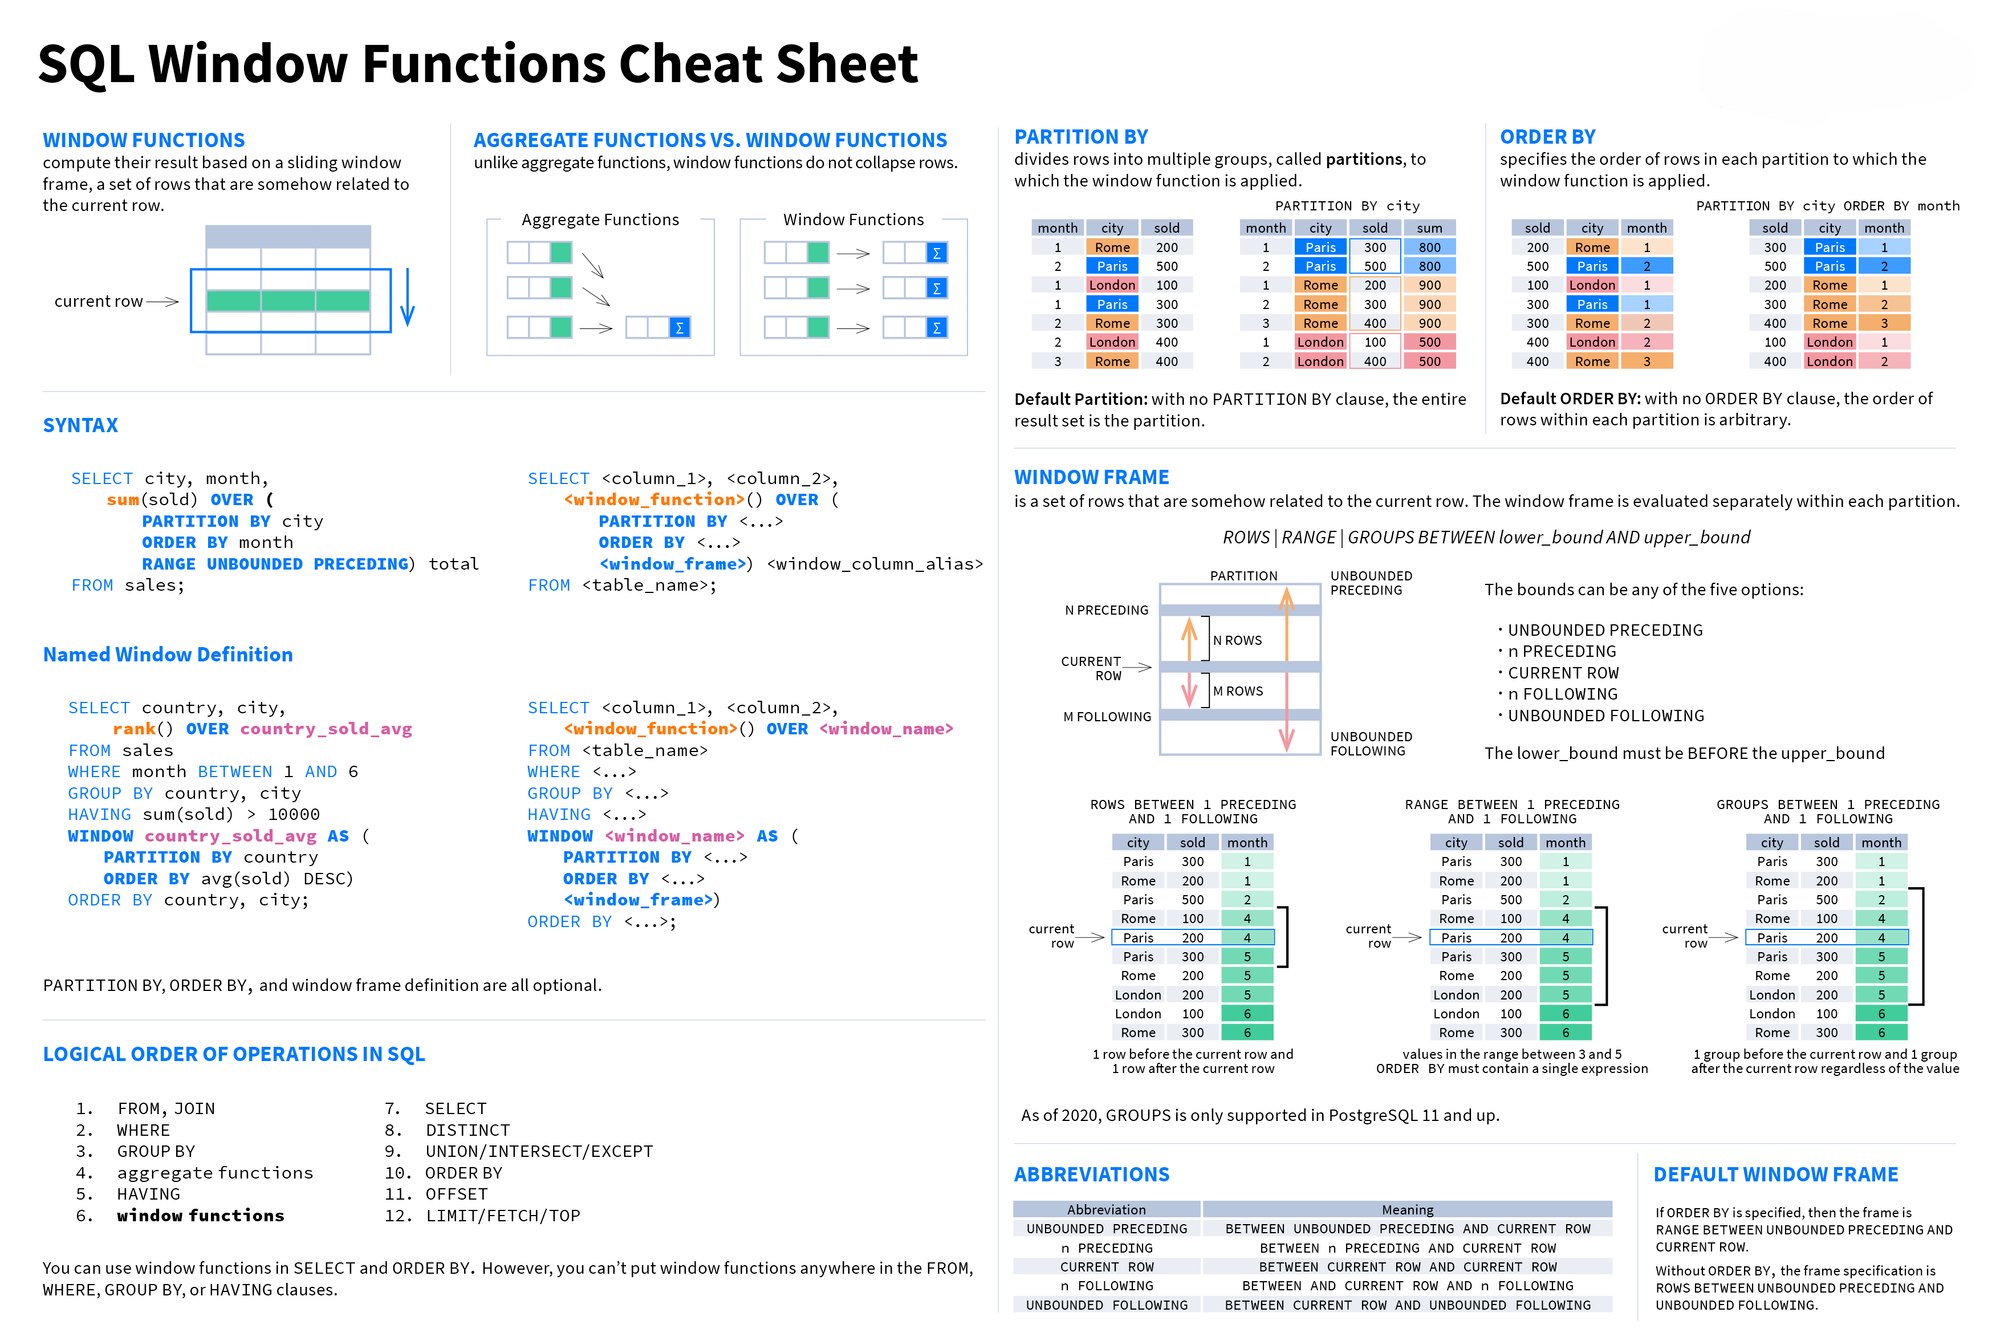 SQL Window Functions Cheat Sheet
WINDOW FUNCTIONS
compute their result based on a sliding window
frame, a set of rows that are somehow related to
the current row.
current row
AGGREGATE FUNCTIONS VS. WINDOW FUNCTIONS
unlike aggregate functions, window functions do not collapse rows.
Aggregate Functions
∑
Window Functions
∑
∑
∑
SYNTAX
SELECT city, month,
sum(sold) OVER (
PARTITION BY city
ORDER BY month
RANGE UNBOUNDED PRECEDING) total
FROM sales;
SELECT <column_1>, <column_2>,
<window_function>() OVER (
PARTITION BY <...>
ORDER BY <...>
<window_frame>) <window_column_alias>
FROM <table_name>;
Named Window Definition
SELECT country, city,
rank() OVER country_sold_avg
FROM sales
WHERE month BETWEEN 1 AND 6
GROUP BY country, city
HAVING sum(sold) > 10000
WINDOW country_sold_avg AS (
PARTITION BY country
ORDER BY avg(sold) DESC)
ORDER BY country, city;
SELECT <column_1>, <column_2>,
<window_function>() OVER <window_name>
FROM <table_name>
WHERE <...>
GROUP BY <...>
HAVING <...>
WINDOW <window_name> AS (
PARTITION BY <...>
ORDER BY <...>
<window_frame>)
ORDER BY <...>;
PARTITION BY, ORDER BY, and window frame definition are all optional.
LOGICAL ORDER OF OPERATIONS IN SQL
1. FROM, JOIN
2. WHERE
3. GROUP BY
4. aggregate functions
5. HAVING
6. window functions
7. SELECT
8. DISTINCT
9. UNION/INTERSECT/EXCEPT
10. ORDER BY
11. OFFSET
12. LIMIT/FETCH/TOP
You can use window functions in SELECT and ORDER BY. However, you can’t put window functions anywhere in the FROM,
WHERE, GROUP BY, or HAVING clauses.
PARTITION BY
divides rows into multiple groups, called partitions, to
which the window function is applied.
month city sold
1 Rome 200
2 Paris 500
1 London 100
1 Paris 300
2 Rome 300
2 London 400
3 Rome 400
PARTITION BY city
month city sold sum
1 Paris 300 800
2 Paris 500 800
1 Rome 200 900
2 Rome 300 900
3 Rome 400 900
1 London 100 500
2 London 400 500
Default Partition: with no PARTITION BY clause, the entire
result set is the partition.
ORDER BY
specifies the order of rows in each partition to which the
window function is applied.
sold city month
200 Rome 1
500 Paris 2
100 London 1
300 Paris 1
300 Rome 2
400 London 2
400 Rome 3
PARTITION BY city ORDER BY month
sold city month
300 Paris 1
500 Paris 2
200 Rome 1
300 Rome 2
400 Rome 3
100 London 1
400 London 2
Default ORDER BY: with no ORDER BY clause, the order of
rows within each partition is arbitrary.
WINDOW FRAME
is a set of rows that are somehow related to the current row. The window frame is evaluated separately within each partition.
ROWS | RANGE | GROUPS BETWEEN lower_bound AND upper_bound
PARTITION
UNBOUNDED
PRECEDING
N PRECEDING
N ROWS
CURRENT
ROW
M ROWS
M FOLLOWING
UNBOUNDED
FOLLOWING
The bounds can be any of the five options:
· UNBOUNDED PRECEDING
· n PRECEDING
· CURRENT ROW
· n FOLLOWING
· UNBOUNDED FOLLOWING
The lower_bound must be BEFORE the upper_bound
ROWS BETWEEN 1 PRECEDING
AND 1 FOLLOWING
city sold month
Paris 300 1
Rome 200 1
Paris 500 2
Rome 100 4
current
row
Paris 200 4
Paris 300 5
Rome 200 5
London 200 5
London 100 6
Rome 300 6
1 row before the current row and
1 row after the current row
RANGE BETWEEN 1 PRECEDING
AND 1 FOLLOWING
city sold month
Paris 300 1
Rome 200 1
Paris 500 2
Rome 100 4
current
row
Paris 200 4
Paris 300 5
Rome 200 5
London 200 5
London 100 6
Rome 300 6
values in the range between 3 and 5
ORDER BY must contain a single expression
GROUPS BETWEEN 1 PRECEDING
AND 1 FOLLOWING
city sold month
Paris 300 1
Rome 200 1
Paris 500 2
Rome 100 4
current
row
Paris 200 4
Paris 300 5
Rome 200 5
London 200 5
London 100 6
Rome 300 6
1 group before the current row and 1 group
after the current row regardless of the value
As of 2020, GROUPS is only supported in PostgreSQL 11 and up.
ABBREVIATIONS
Abbreviation Meaning
UNBOUNDED PRECEDING BETWEEN UNBOUNDED PRECEDING AND CURRENT ROW
n PRECEDING BETWEEN n PRECEDING AND CURRENT ROW
CURRENT ROW BETWEEN CURRENT ROW AND CURRENT ROW
n FOLLOWING BETWEEN AND CURRENT ROW AND n FOLLOWING
UNBOUNDED FOLLOWING BETWEEN CURRENT ROW AND UNBOUNDED FOLLOWING
DEFAULT WINDOW FRAME
If ORDER BY is specified, then the frame is
RANGE BETWEEN UNBOUNDED PRECEDING AND
CURRENT ROW.
Without ORDER BY, the frame specification is
ROWS BETWEEN UNBOUNDED PRECEDING AND
UNBOUNDED FOLLOWING.